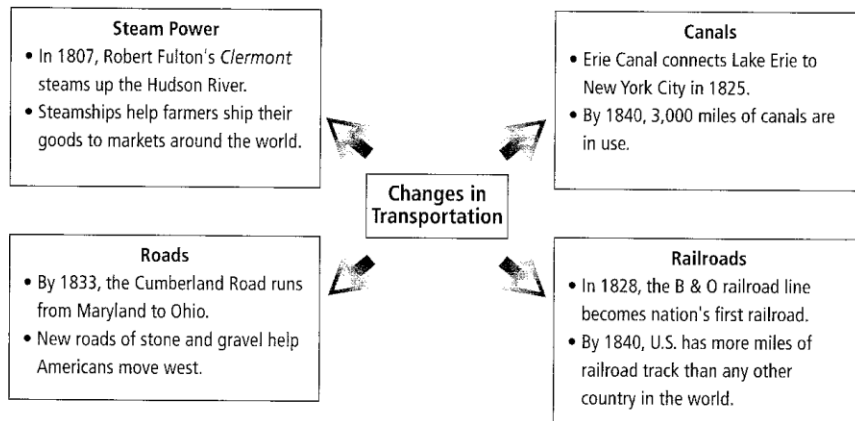 Steam Power
• In 1807, Robert Fulton's Clermont
steams up the Hudson River.
• Steamships help farmers ship their
goods to markets around the world.
Canals
• Erie Canal connects Lake Erie to
New York City in 1825.
• By 1840, 3,000 miles of canals are
in use.
Changes in
Transportation
Roads
• By 1833, the Cumberland Road runs
from Maryland to Ohio.
• New roads of stone and gravel help
Americans move west.
Railroads
• In 1828, the B & O railroad line
becomes nation's first railroad.
• By 1840, U.S. has more miles of
railroad track than any other
country in the world.